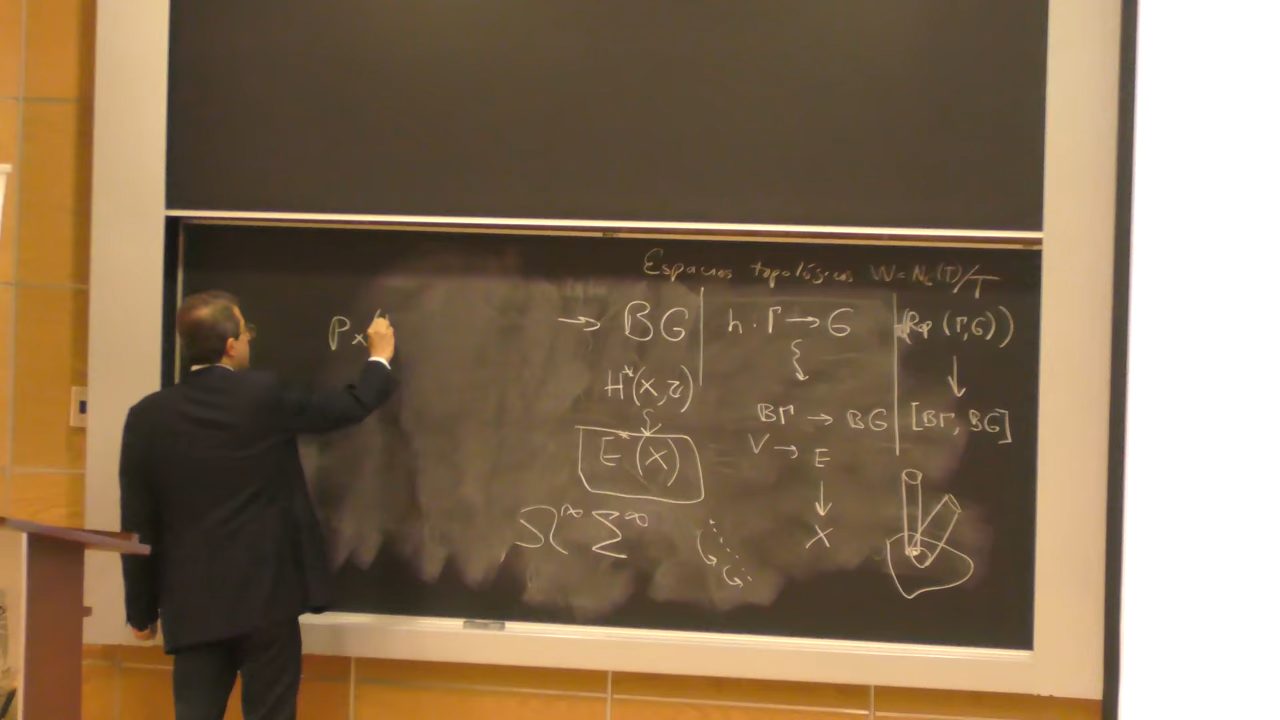 Espacios topológicos W = N_G(T)/T
P x
→ BG
H*(X, Z)
E*(X)
Ω^∞ Σ^∞
h: Γ → G
BΓ → BG
V → E
↓
X
Rep (Γ, G)
↓
[BΓ, BG]